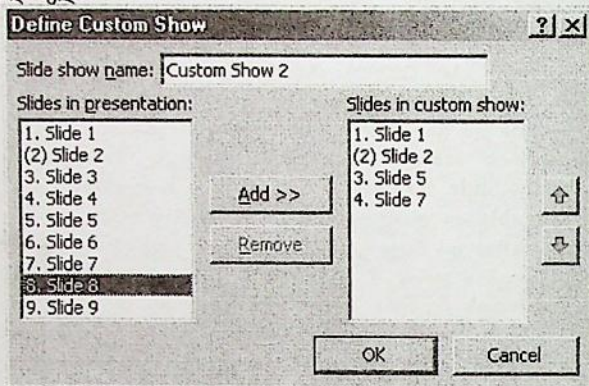 Define Custom Show
Slide show name: Custom Show 2
Slides in presentation:
1. Slide 1
(2) Slide 2
3. Slide 3
4. Slide 4
5. Slide 5
6. Slide 6
7. Slide 7
8. Slide 8
9. Slide 9
Add >>
Remove
Slides in custom show:
1. Slide 1
(2) Slide 2
3. Slide 5
4. Slide 7
OK
Cancel